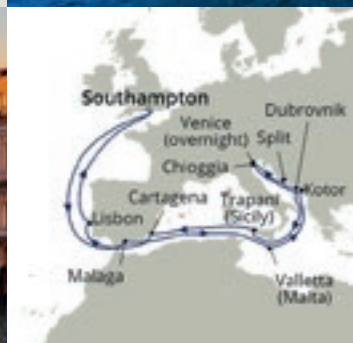 Southampton
Dubrovnik
Venice
(overnight)
Split
Chioggia
Kotor
Cartagena
Trapani
(Sicily)
Lisbon
Malaga
Valletta
(Malta)